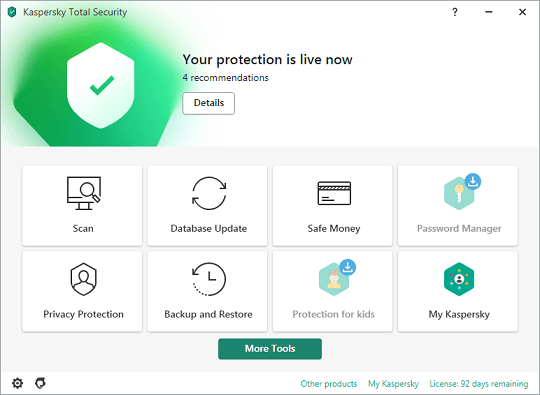 Kaspersky Total Security
?
Your protection is live now
4 recommendations
Details
Scan
Database Update
Safe Money
Password Manager
Privacy Protection
Backup and Restore
Protection for kids
My Kaspersky
More Tools
Other products My Kaspersky License: 92 days remaining